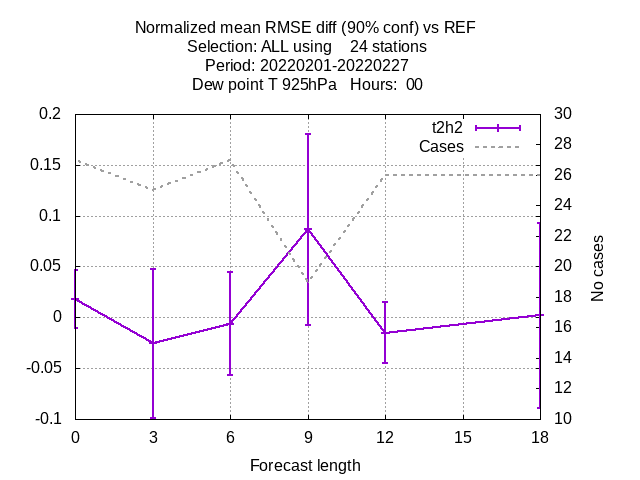 Normalized mean RMSE diff (90% conf) vs REF
Selection: ALL using    24 stations
Period: 20220201-20220227
Dew point T 925hPa   Hours:  00
t2h2
Cases
0.2
0.15
0.1
0.05
0
-0.05
-0.1
30
28
26
24
22
20
18
16
14
12
10
No cases
0 3 6 9 12 15 18
Forecast length